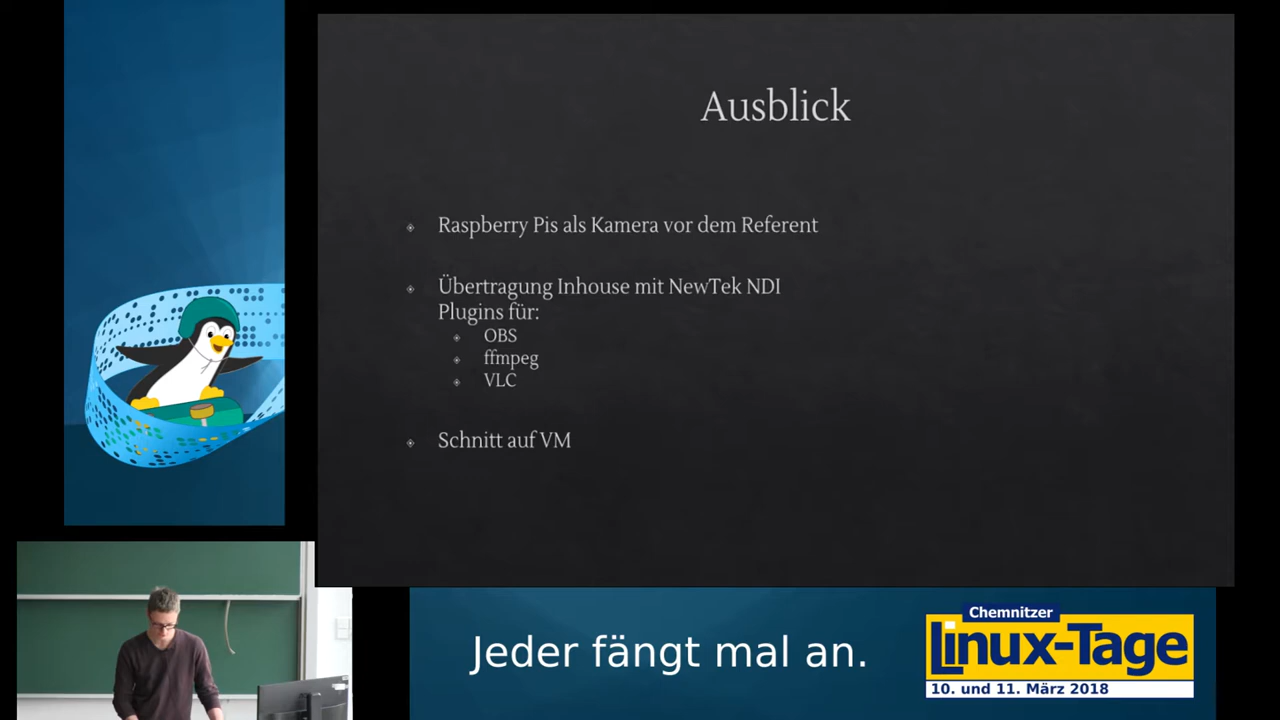 Ausblick
Raspberry Pis als Kamera vor dem Referent
Übertragung Inhouse mit NewTek NDI
Plugins für:
OBS
ffmpeg
VLC
Schnitt auf VM
Jeder fängt mal an.
Chemnitzer
Linux-Tage
10. und 11. März 2018